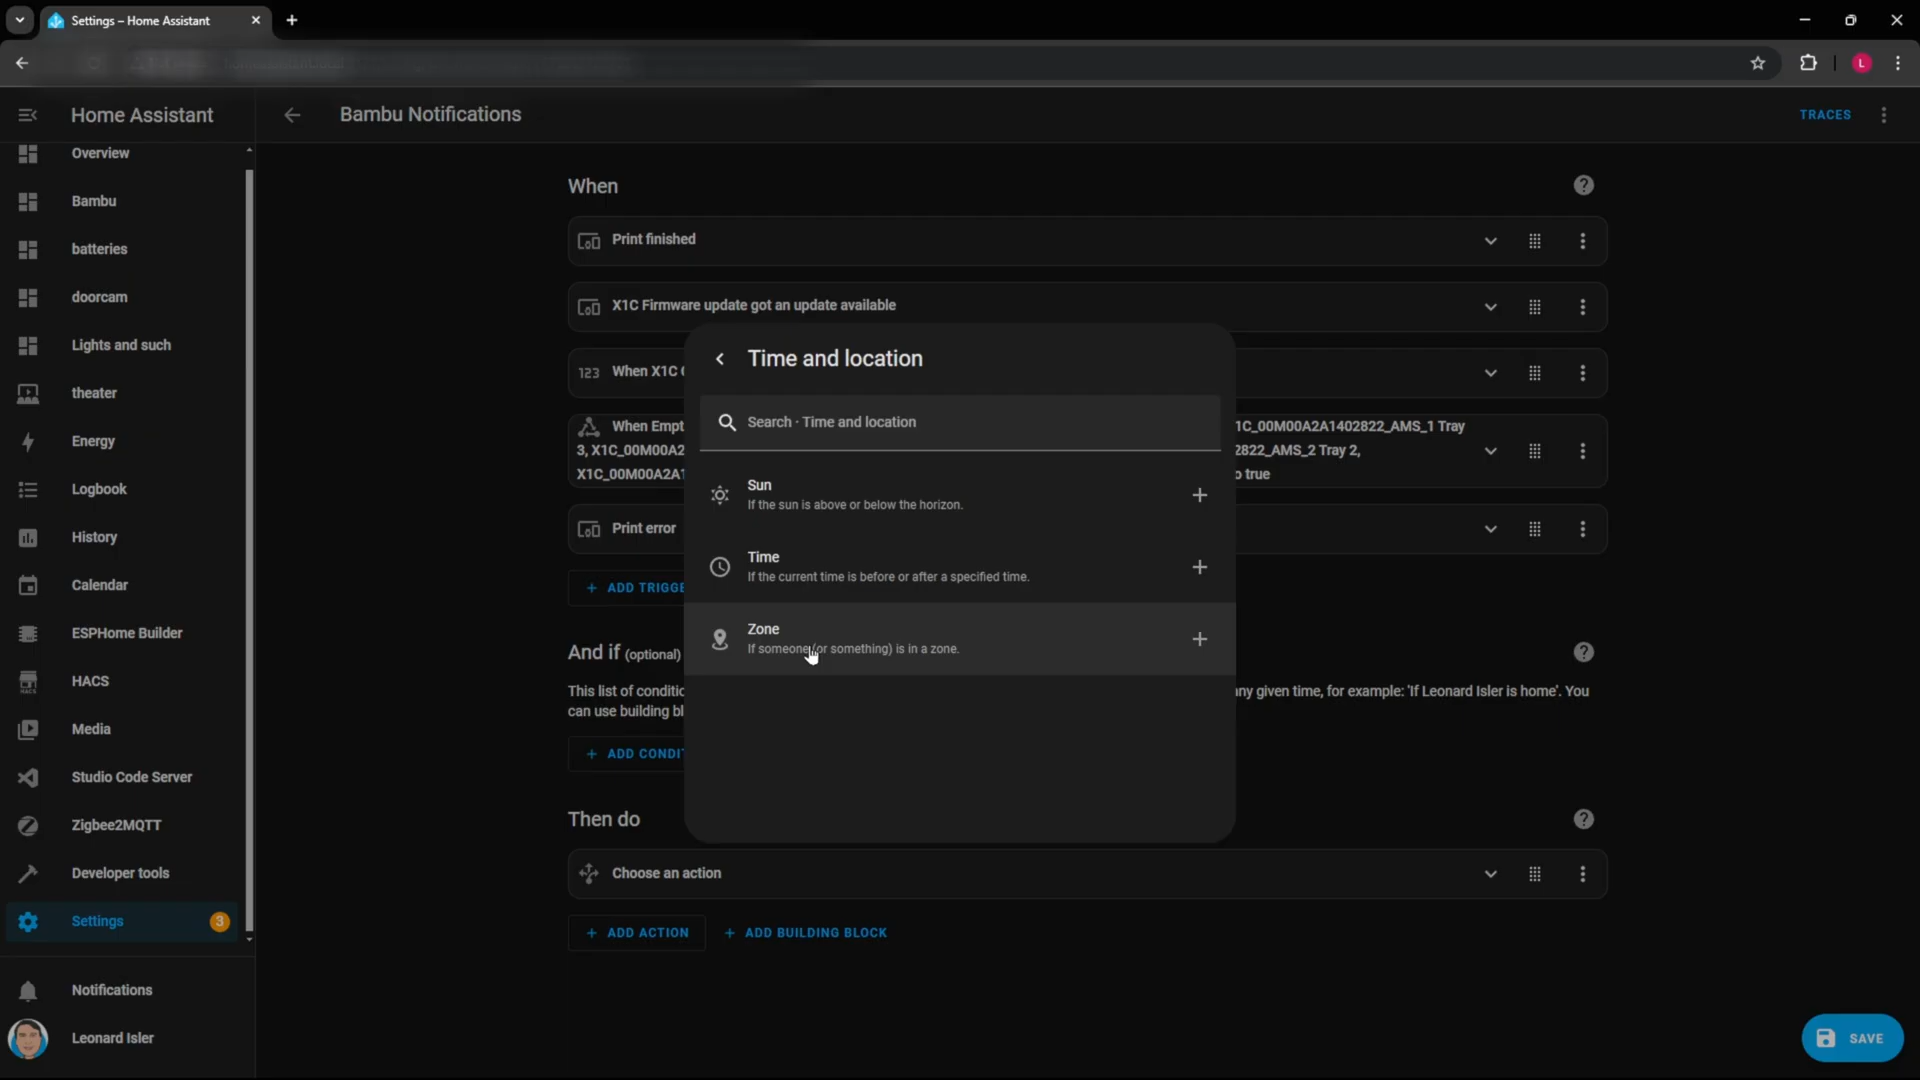 Settings – Home Assistant
L
Home Assistant
Bambu Notifications
TRACES
Overview
Bambu
batteries
doorcam
Lights and such
theater
Energy
Logbook
History
Calendar
ESPHome Builder
HACS
HACS
Media
Studio Code Server
Zigbee2MQTT
Developer tools
Settings
3
Notifications
Leonard Isler
When
Print finished
X1C Firmware update got an update available
123 When X1C
When Empt
1C_00M00A2A1402822_AMS_1 Tray
3, X1C_00M00A2
2822_AMS_2 Tray 2,
X1C_00M00A2A1
o true
Print error
+ ADD TRIGGE
And if (optional)
This list of conditic
any given time, for example: 'If Leonard Isler is home'. You
can use building bl
+ ADD CONDIT
Then do
Choose an action
+ ADD ACTION
+ ADD BUILDING BLOCK
SAVE
Time and location
Search · Time and location
Sun
If the sun is above or below the horizon.
Time
If the current time is before or after a specified time.
Zone
If someone (or something) is in a zone.